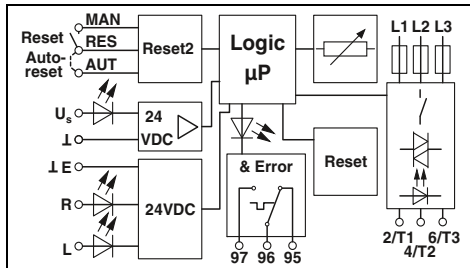 MAN
Reset
RES
Auto-
reset
AUT
Reset2
Logic
µP
L1 L2 L3
Us
24
VDC
⊥
⊥ E
R
L
24VDC
& Error
97 96 95
Reset
2/T1 6/T3
4/T2